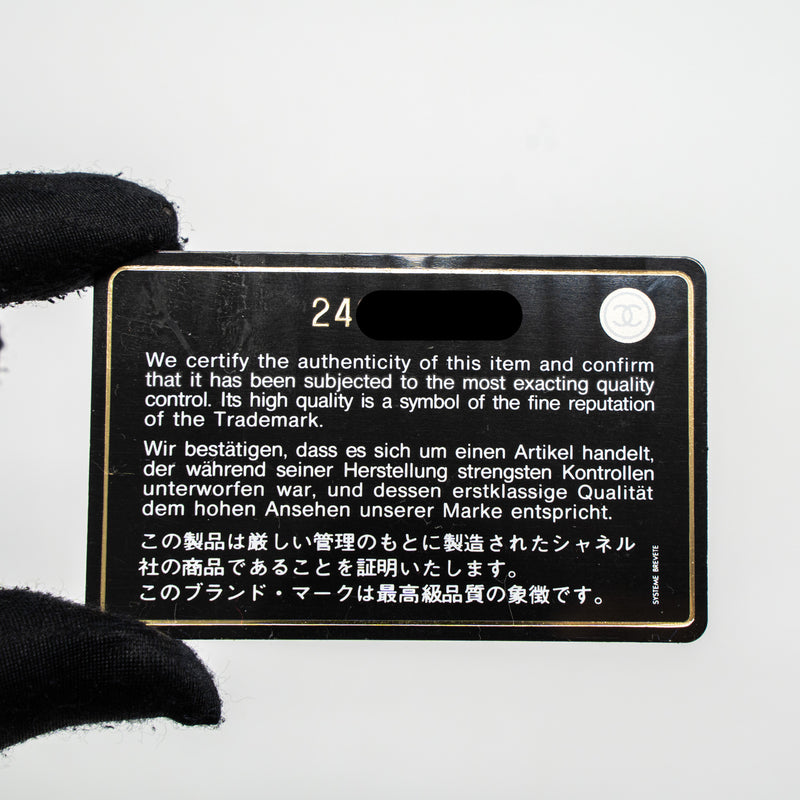 24
We certify the authenticity of this item and confirm
that it has been subjected to the most exacting quality
control. Its high quality is a symbol of the fine reputation
of the Trademark.
Wir bestätigen, dass es sich um einen Artikel handelt,
der während seiner Herstellung strengsten Kontrollen
unterworfen war, und dessen erstklassige Qualität
dem hohen Ansehen unserer Marke entspricht.
この製品は厳しい管理のもとに製造されたシャネル
社の商品であることを証明いたします。
このブランド・マークは最高級品質の象徴です。
SYSTEME BREVETE